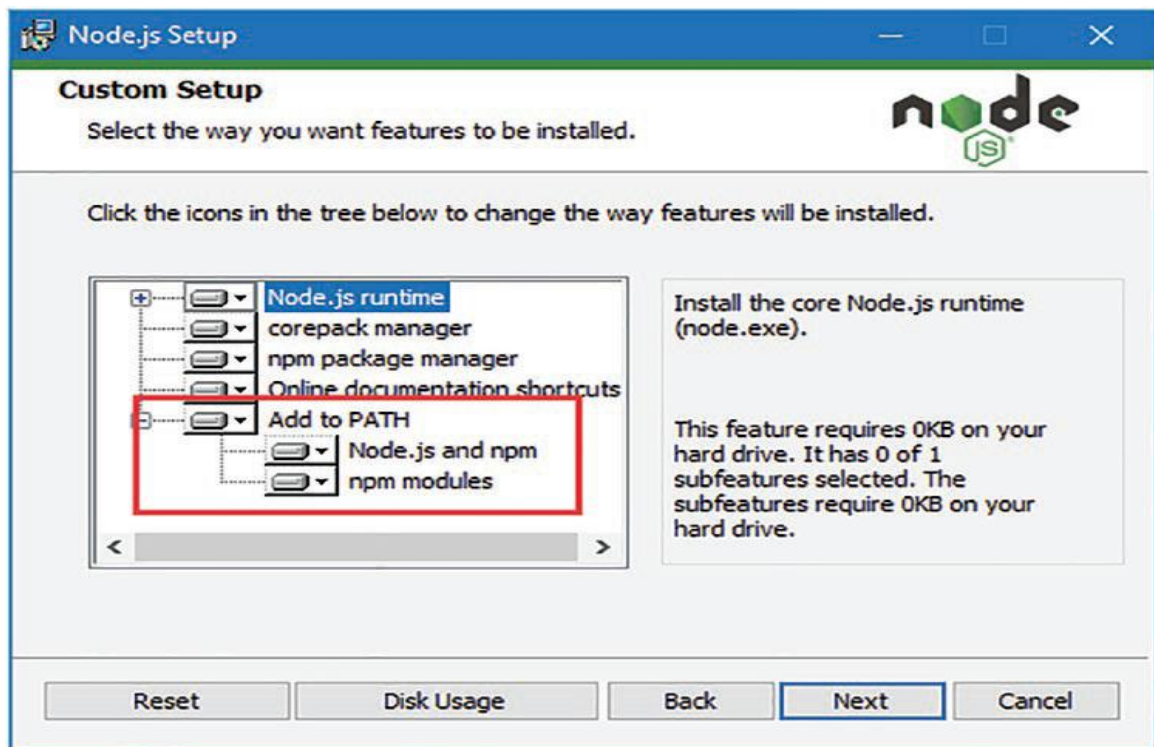 Node.js Setup
Custom Setup
Select the way you want features to be installed.
node
JS
Click the icons in the tree below to change the way features will be installed.
Node.js runtime
corepack manager
npm package manager
Online documentation shortcuts
Add to PATH
Node.js and npm
npm modules
Install the core Node.js runtime
(node.exe).
This feature requires 0KB on your
hard drive. It has 0 of 1
subfeatures selected. The
subfeatures require 0KB on your
hard drive.
Reset
Disk Usage
Back
Next
Cancel